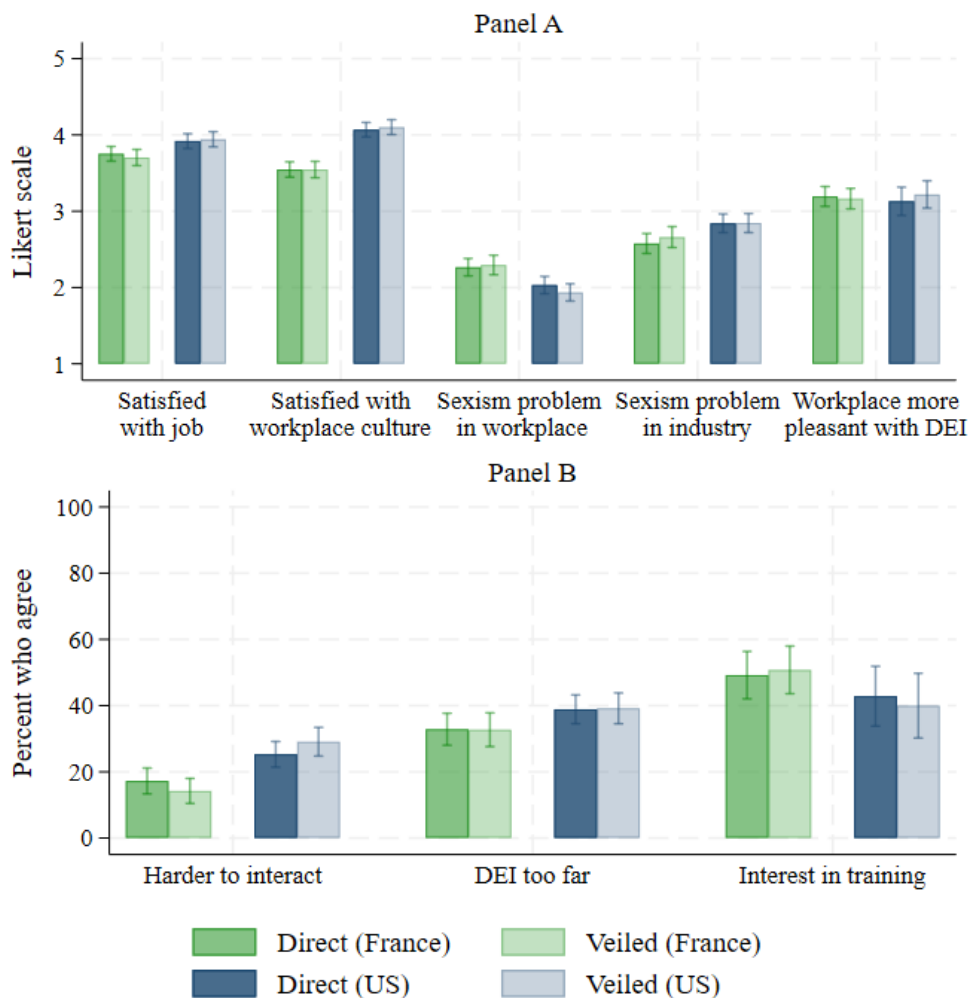 Panel A
5
4
3
2
1
Likert scale
Satisfied
with job
Satisfied with
workplace culture
Sexism problem
in workplace
Sexism problem
in industry
Workplace more
pleasant with DEI
Panel B
100
80
60
40
20
0
Percent who agree
Harder to interact
DEI too far
Interest in training
Direct (France)
Veiled (France)
Direct (US)
Veiled (US)